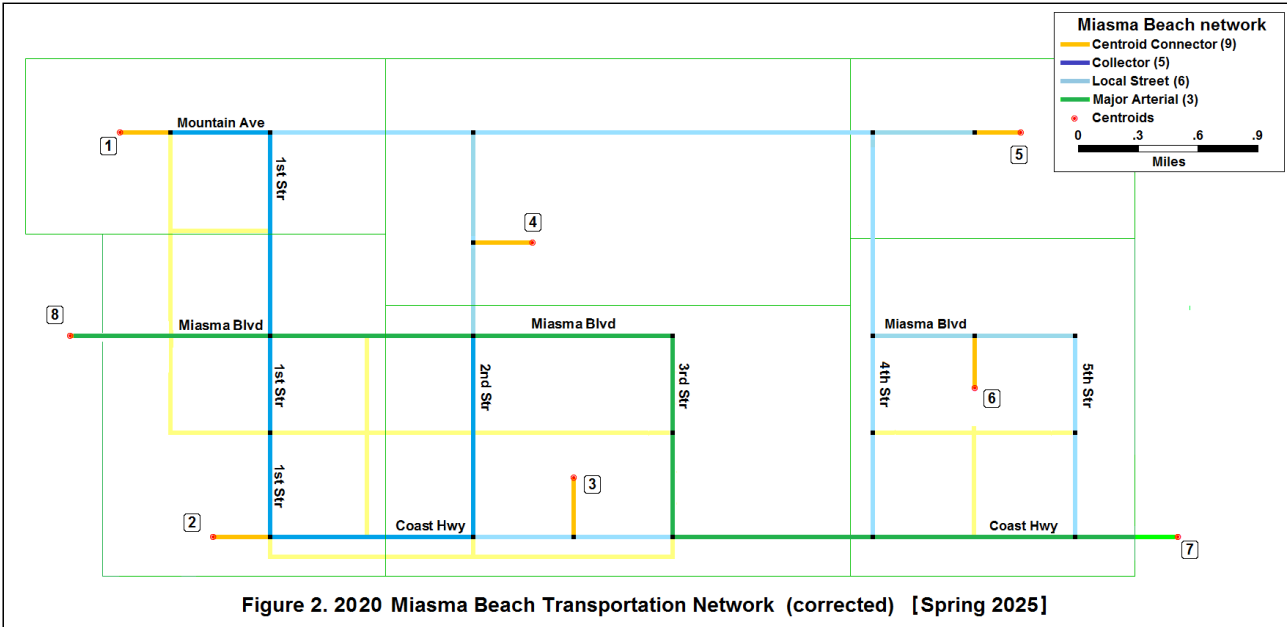 Miasma Beach network
Centroid Connector (9)
Collector (5)
Local Street (6)
Major Arterial (3)
Centroids
0 .3 .6 .9
Miles
Mountain Ave
1
1st Str
5
4
8
Miasma Blvd
Miasma Blvd
Miasma Blvd
1st Str
2nd Str
3rd Str
4th Str
5th Str
6
1st Str
3
2
Coast Hwy
Coast Hwy
7
Figure 2. 2020 Miasma Beach Transportation Network (corrected) [Spring 2025]